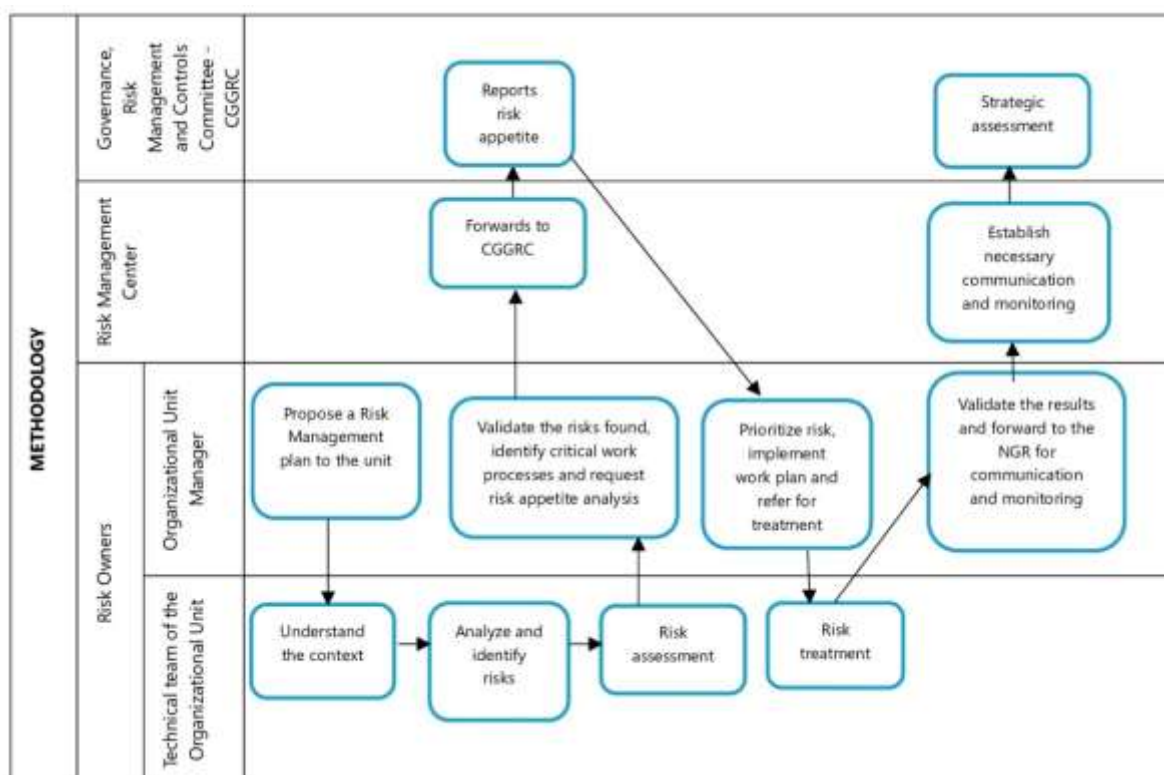 METHODOLOGY
Governance,
Risk
Management
and Controls
Committee -
CGGRC
Reports
risk
appetite
Strategic
assessment
Risk Management
Center
Forwards to
CGGRC
Establish
necessary
communication
and monitoring
Risk Owners
Organizational Unit
Manager
Propose a Risk
Management
plan to the unit
Validate the risks found,
identify critical work
processes and request
risk appetite analysis
Prioritize risk,
implement
work plan and
refer for
treatment
Validate the results
and forward to the
NGR for
communication
and monitoring
Technical team of the
Organizational Unit
Understand
the context
Analyze and
identify
risks
Risk
assessment
Risk
treatment